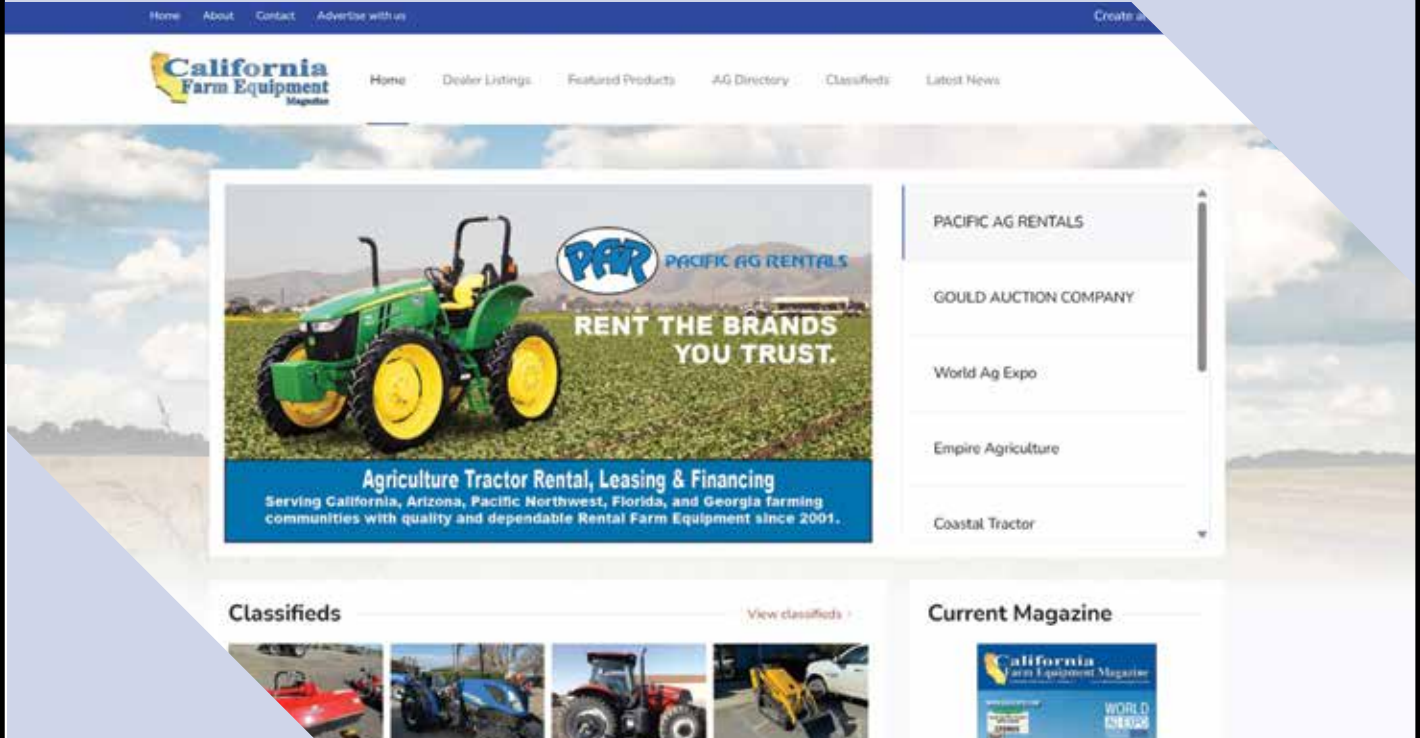 Home About Contact Advertise with us
Create
California
Farm Equipment
Magazine
Home Dealer Listings Featured Products AG Directory Classifieds Latest News
PAR PACIFIC AG RENTALS
RENT THE BRANDS
YOU TRUST.
Agriculture Tractor Rental, Leasing & Financing
Serving California, Arizona, Pacific Northwest, Florida, and Georgia farming
communities with quality and dependable Rental Farm Equipment since 2001.
PACIFIC AG RENTALS
GOULD AUCTION COMPANY
World Ag Expo
Empire Agriculture
Coastal Tractor
Classifieds
View classifieds
Current Magazine
California
Farm Equipment Magazine
WORLD
AG EXPO